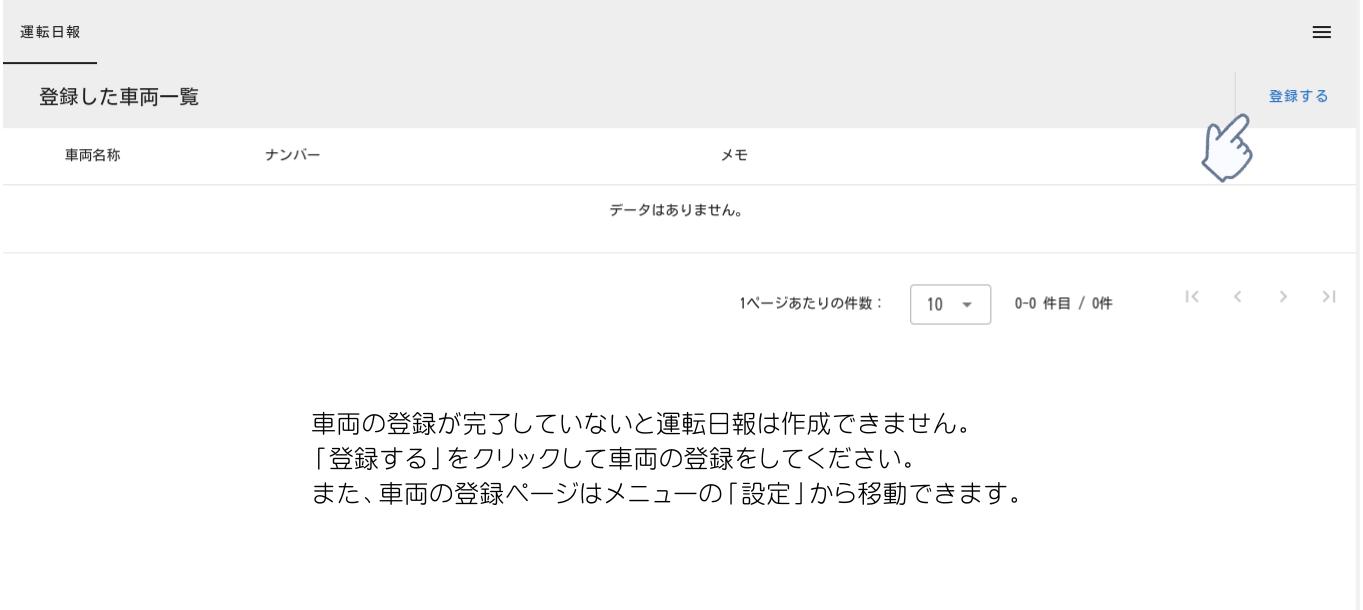 運転日報
登録した車両一覧
登録する
車両名称 ナンバー メモ
データはありません。
1ページあたりの件数： 10 0-0 件目 / 0件
車両の登録が完了していないと運転日報は作成できません。
「登録する」をクリックして車両の登録をしてください。
また、車両の登録ページはメニューの「設定」から移動できます。